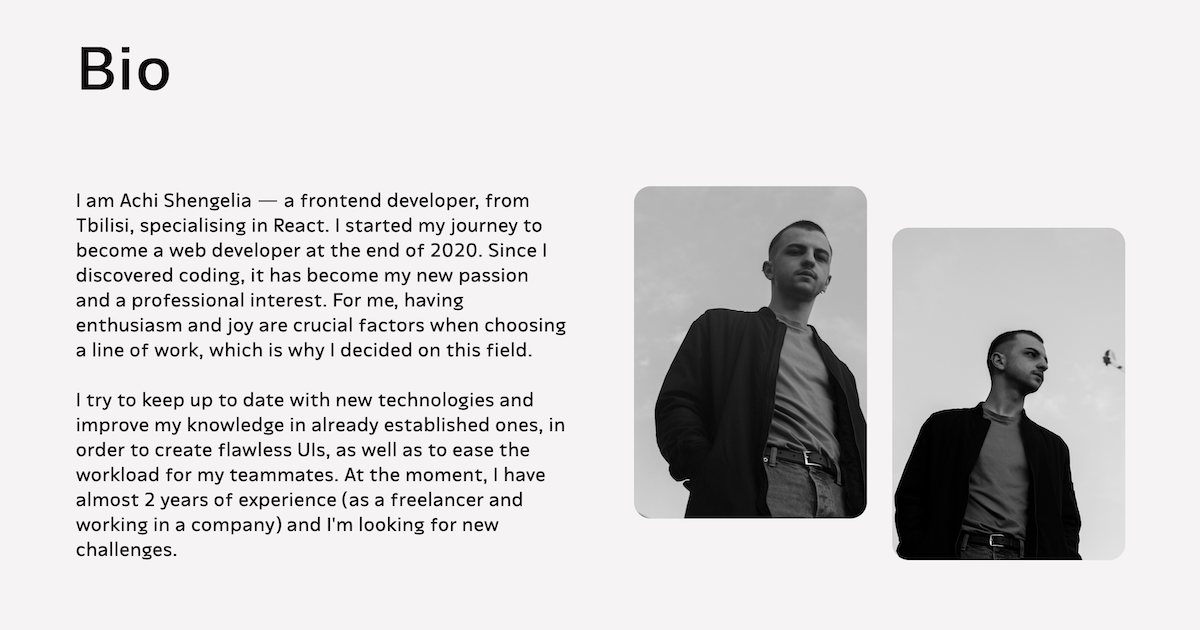 Bio
I am Achi Shengelia — a frontend developer, from
Tbilisi, specialising in React. I started my journey to
become a web developer at the end of 2020. Since I
discovered coding, it has become my new passion
and a professional interest. For me, having
enthusiasm and joy are crucial factors when choosing
a line of work, which is why I decided on this field.
I try to keep up to date with new technologies and
improve my knowledge in already established ones, in
order to create flawless UIs, as well as to ease the
workload for my teammates. At the moment, I have
almost 2 years of experience (as a freelancer and
working in a company) and I'm looking for new
challenges.